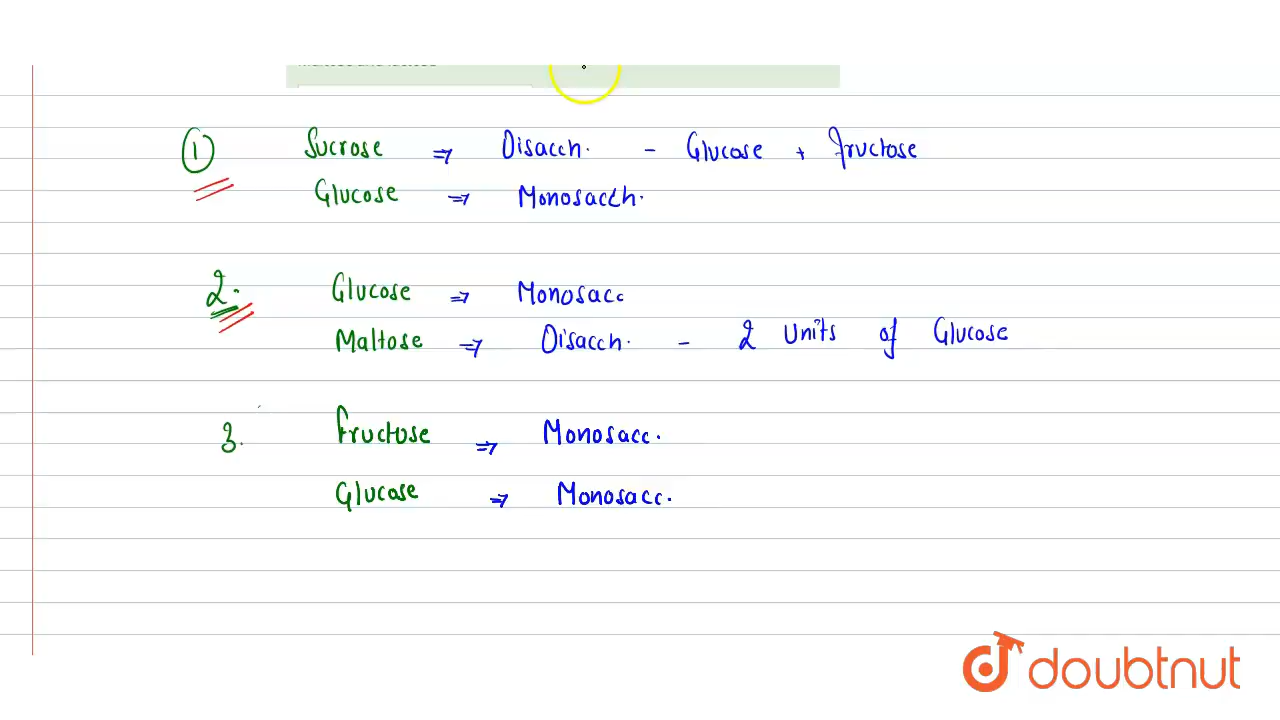 ① Sucrose ⇒ Disacch. - Glucose + Fructose
Glucose ⇒ Monosacch.
2. Glucose ⇒ Monosacc
Maltose ⇒ Disacch. - 2 Units of Glucose
3. Fructose ⇒ Monosacc.
Glucose ⇒ Monosacc.
doubtnut